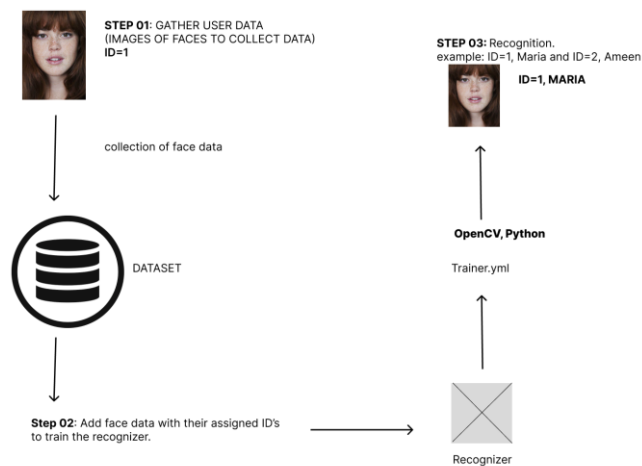 STEP 01: GATHER USER DATA
(IMAGES OF FACES TO COLLECT DATA)
ID=1
collection of face data
DATASET
Step 02: Add face data with their assigned ID's
to train the recognizer.
Recognizer
Trainer.yml
OpenCV, Python
STEP 03: Recognition.
example: ID=1, Maria and ID=2, Ameen
ID=1, MARIA